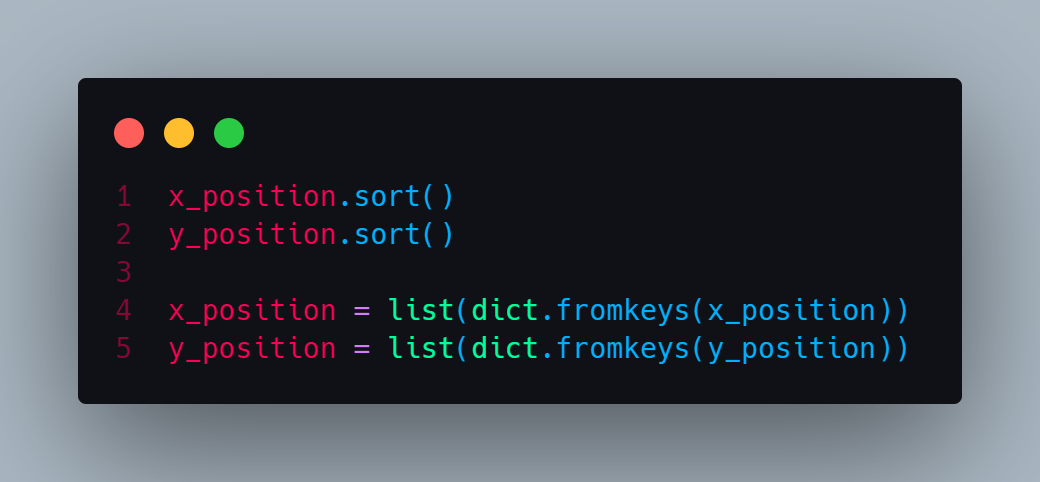 1 x_position.sort()
2 y_position.sort()
3
4 x_position = list(dict.fromkeys(x_position))
5 y_position = list(dict.fromkeys(y_position))